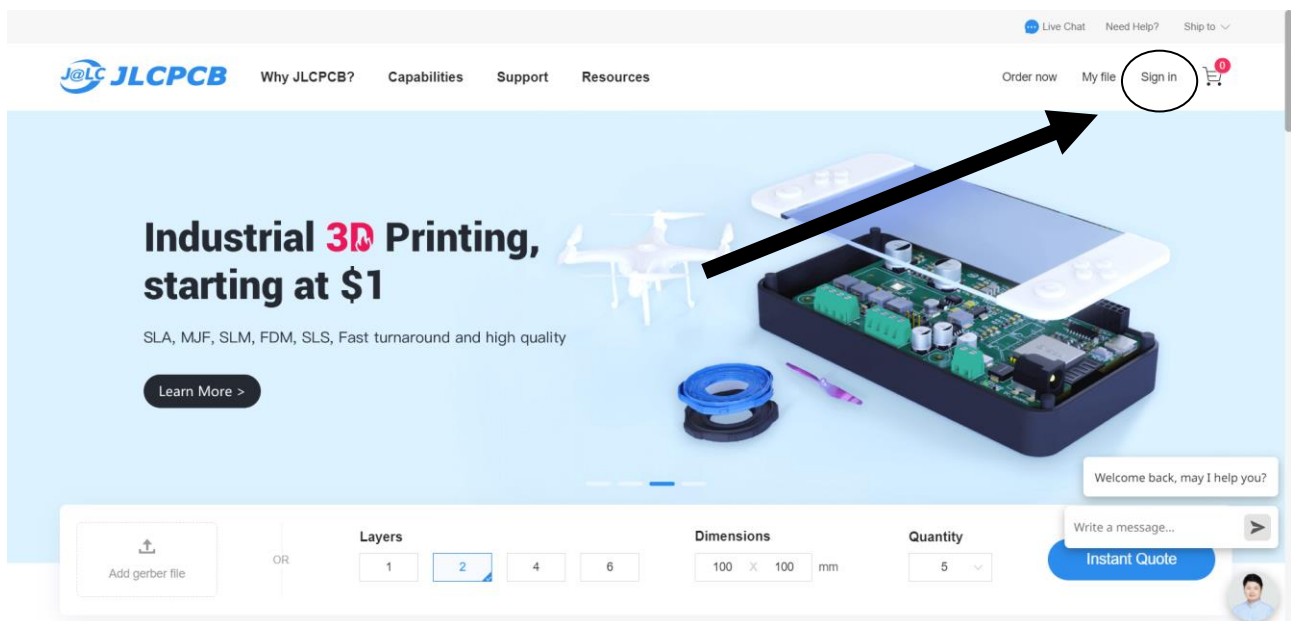 Live Chat Need Help? Ship to
J@LC JLCPCB Why JLCPCB? Capabilities Support Resources Order now My file Sign in 0
Industrial 3D Printing,
starting at $1
SLA, MJF, SLM, FDM, SLS, Fast turnaround and high quality
Learn More >
Welcome back, may I help you?
Write a message...
Layers Dimensions Quantity
Add gerber file OR 1 2 4 6 100 X 100 mm 5 Instant Quote